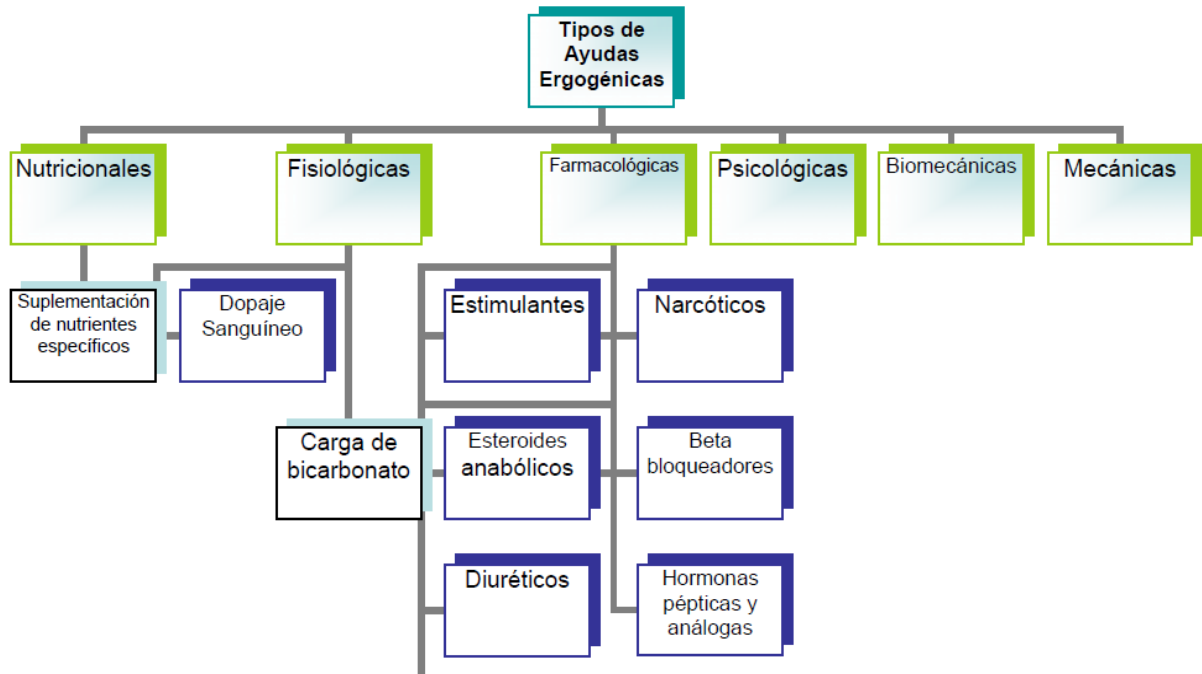 Tipos de
Ayudas
Ergogénicas
Nutricionales
Fisiológicas
Farmacológicas
Psicológicas
Biomecánicas
Mecánicas
Suplementación
de nutrientes
específicos
Dopaje
Sanguíneo
Estimulantes
Narcóticos
Carga de
bicarbonato
Esteroides
anabólicos
Beta
bloqueadores
Diuréticos
Hormonas
pépticas y
análogas